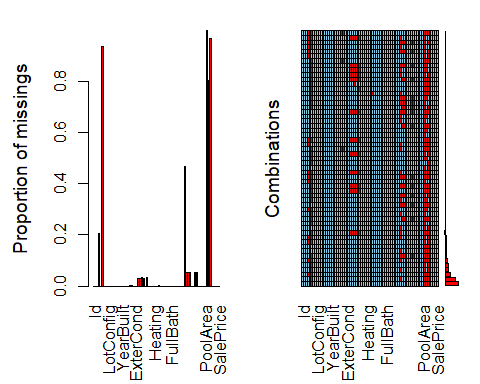 Proportion of missings
0.0
0.2
0.4
0.6
0.8
Id
LotConfig
YearBuilt
ExterCond
Heating
FullBath
PoolArea
SalePrice
Combinations
Id
LotConfig
YearBuilt
ExterCond
Heating
FullBath
PoolArea
SalePrice